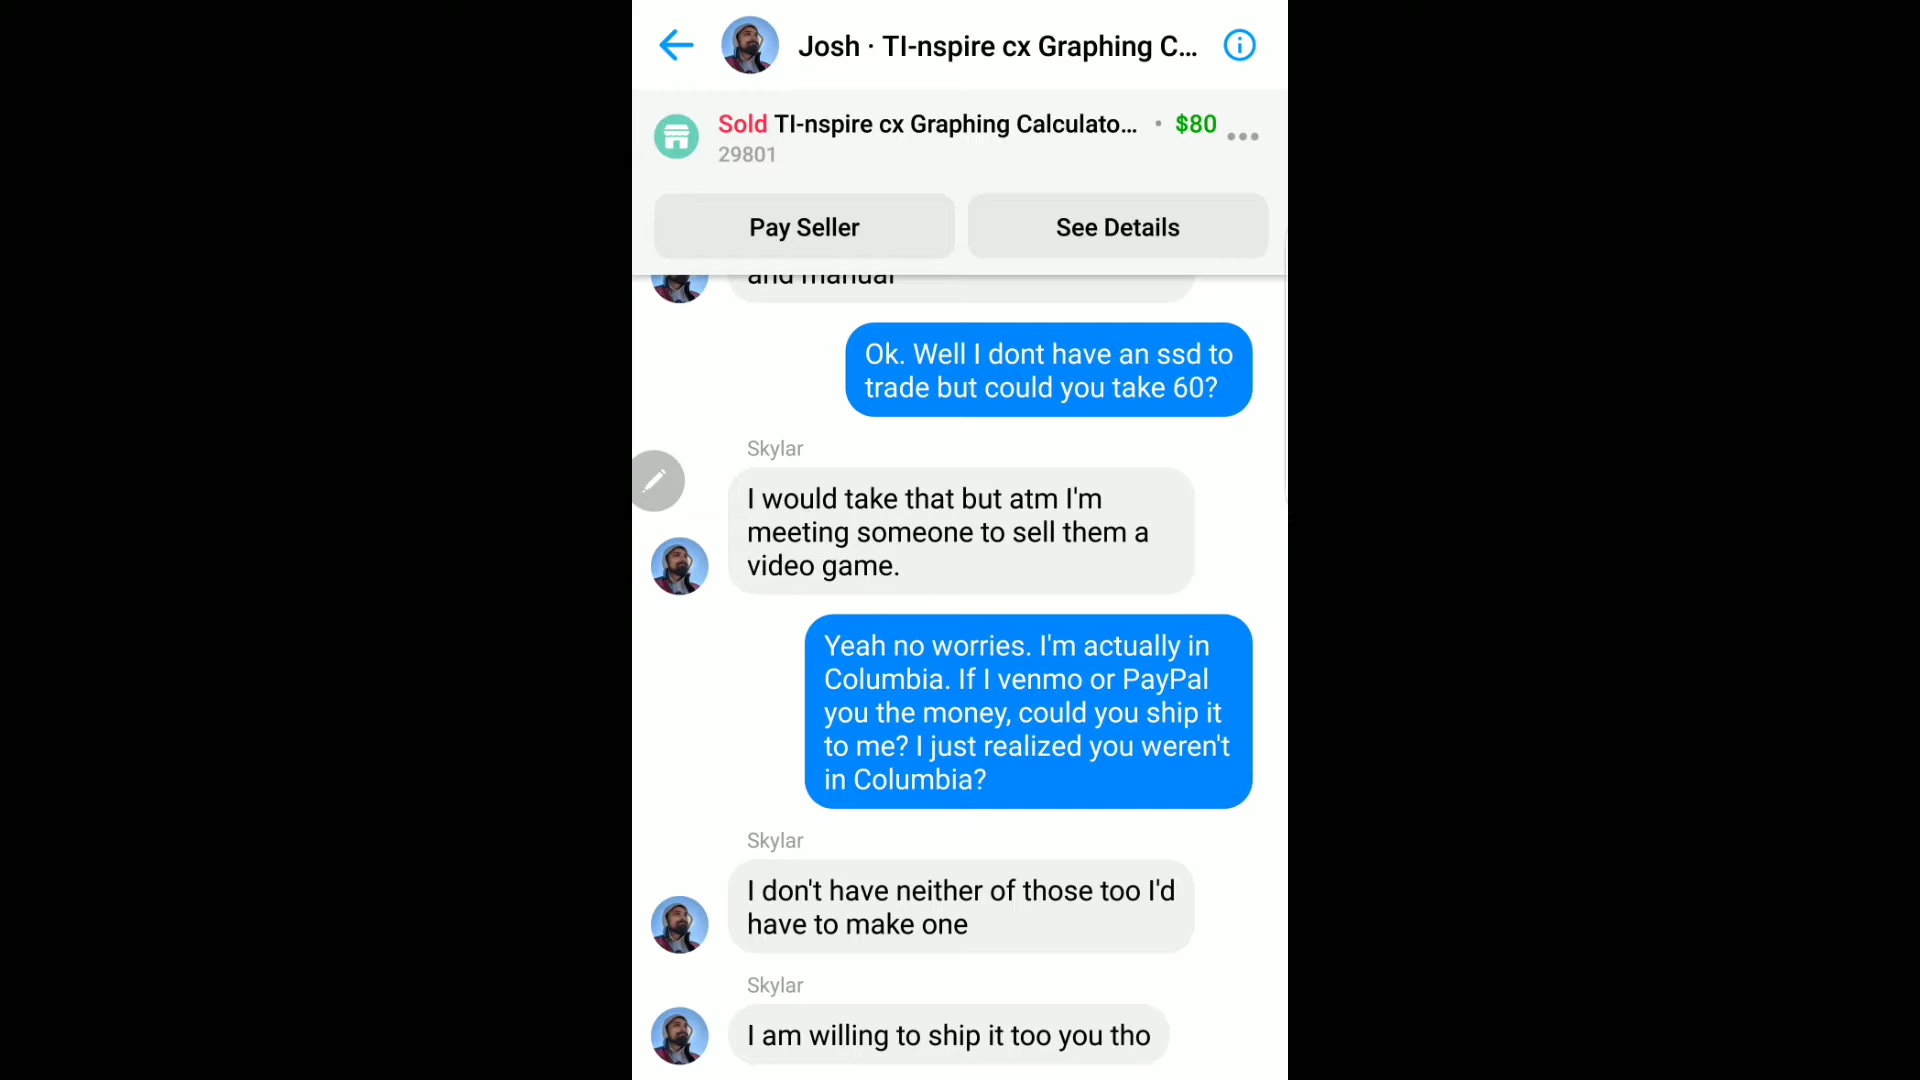 Josh · TI-nspire cx Graphing C...
Sold TI-nspire cx Graphing Calculato... • $80
29801
Pay Seller
See Details
and manual
Ok. Well I dont have an ssd to
trade but could you take 60?
Skylar
I would take that but atm I'm
meeting someone to sell them a
video game.
Yeah no worries. I'm actually in
Columbia. If I venmo or PayPal
you the money, could you ship it
to me? I just realized you weren't
in Columbia?
Skylar
I don't have neither of those too I'd
have to make one
Skylar
I am willing to ship it too you tho